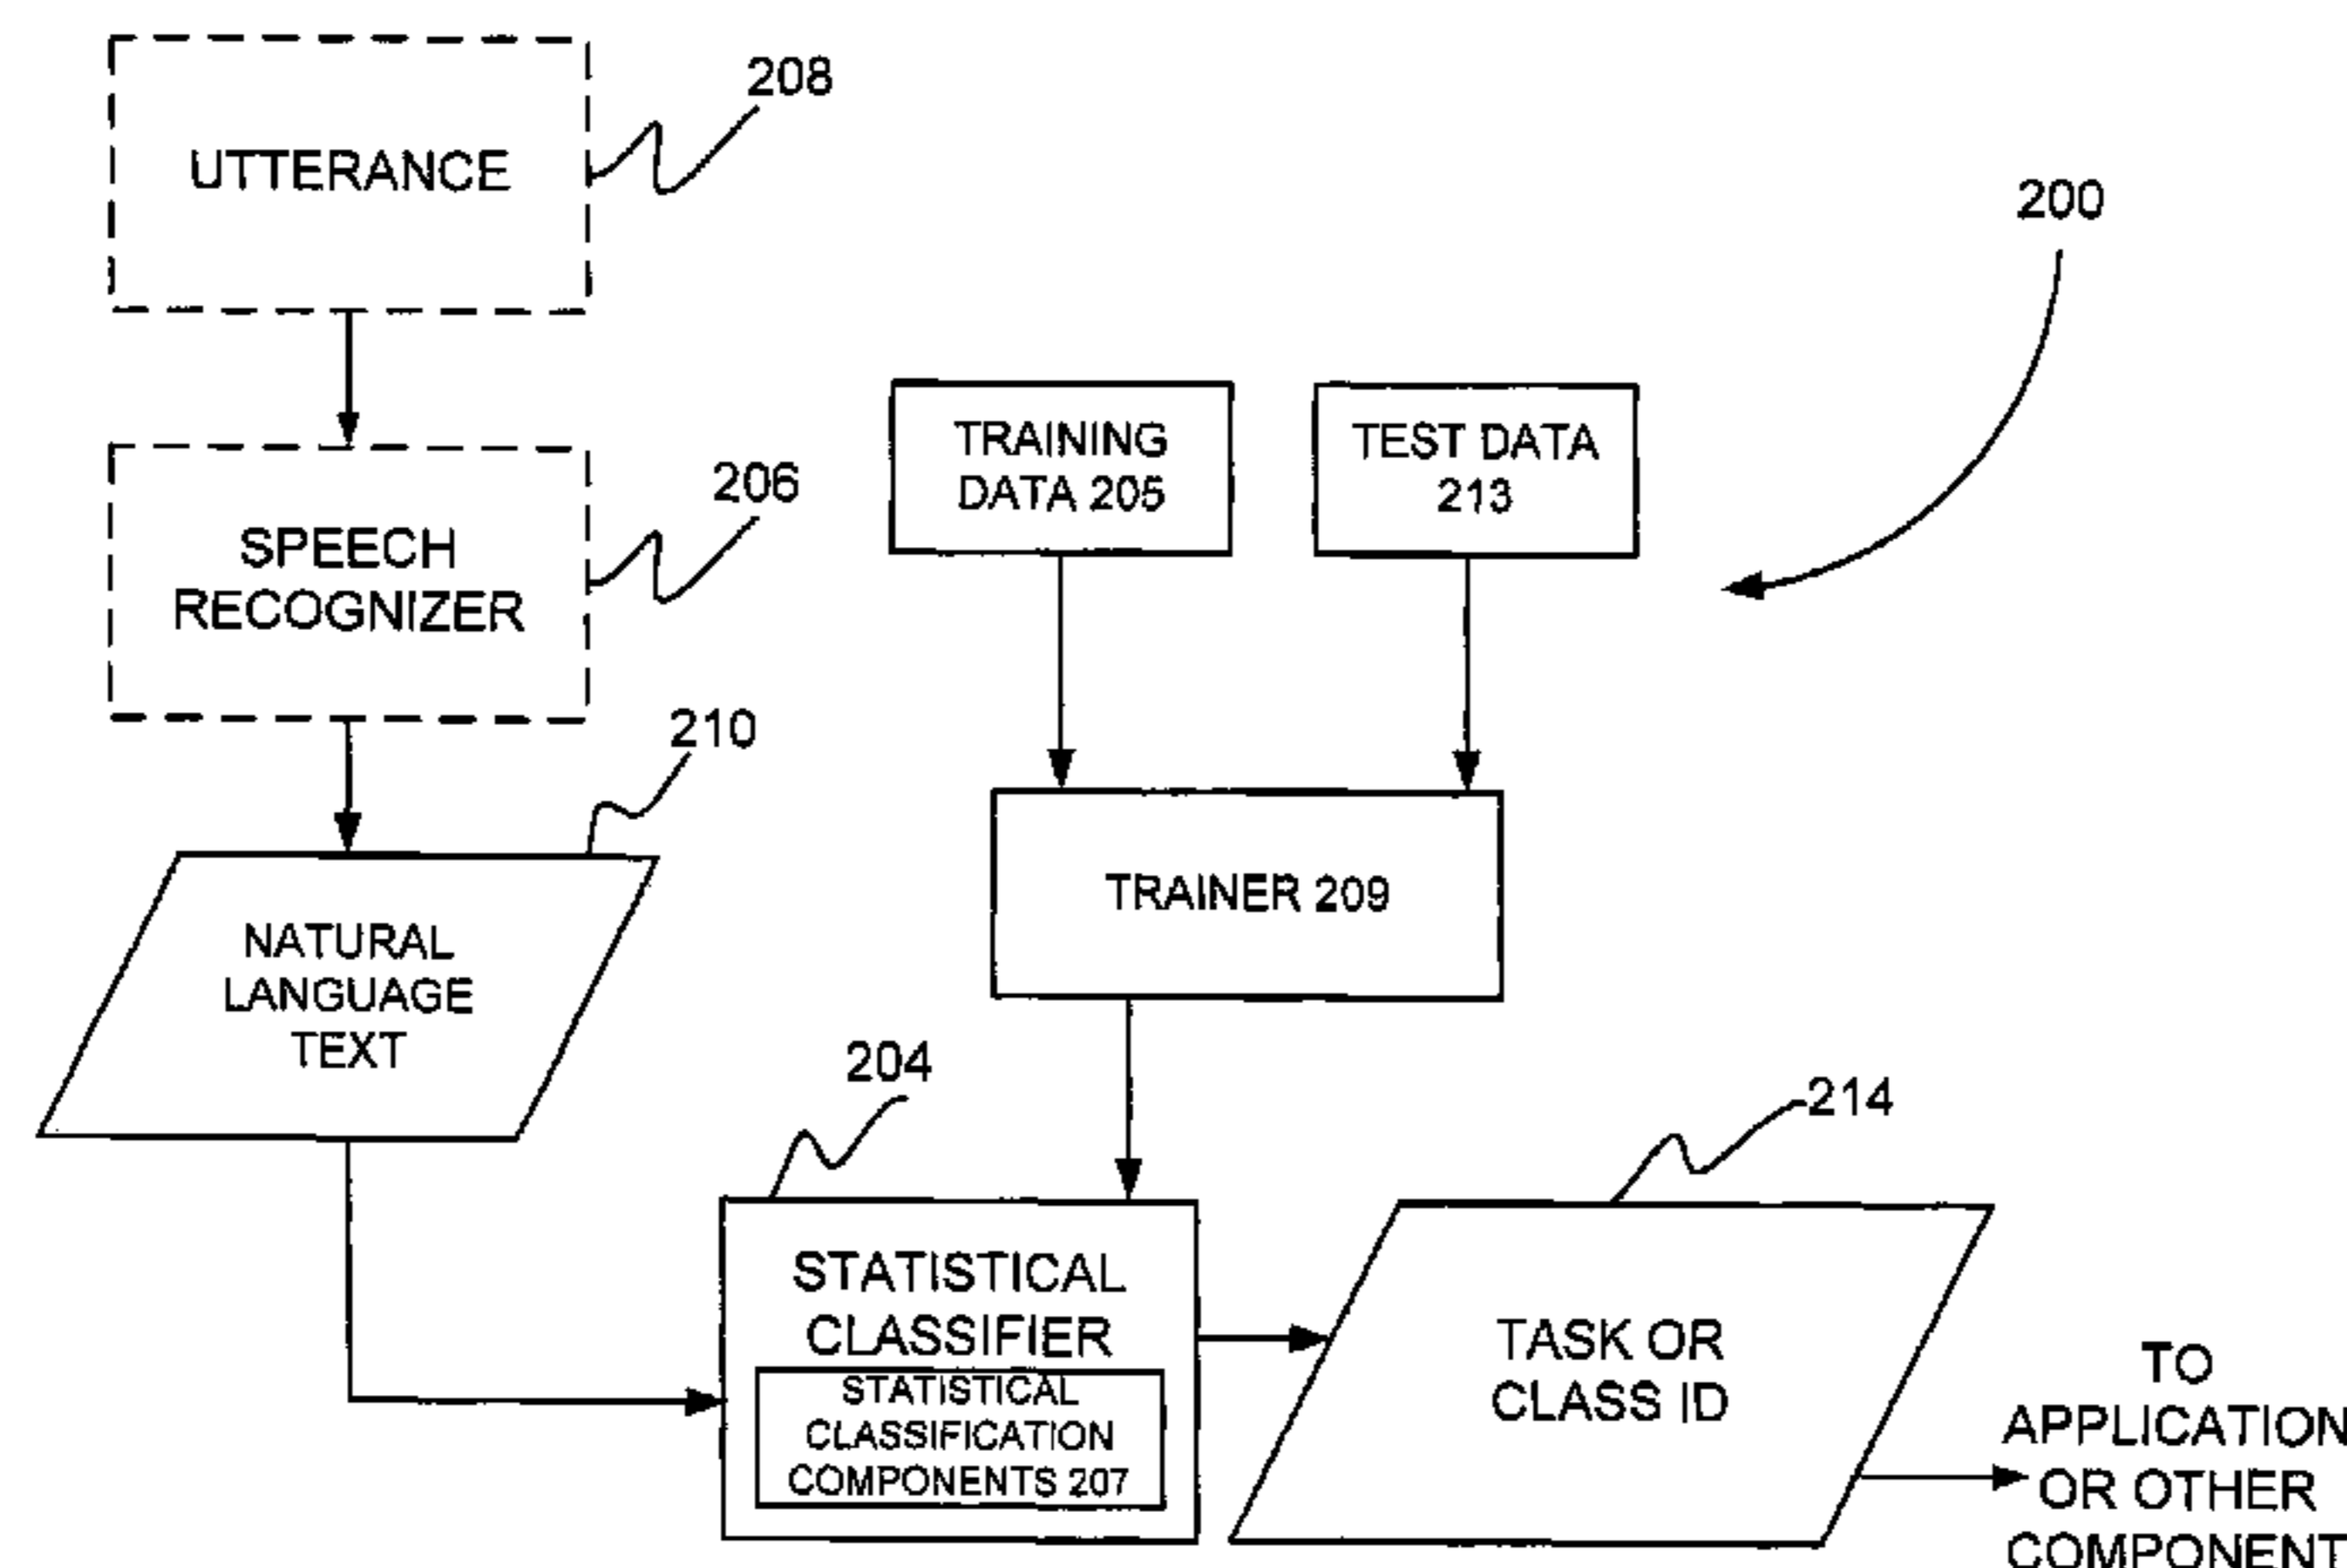 208
UTTERANCE
200
206
SPEECH
RECOGNIZER
TRAINING
DATA 205
TEST DATA
213
210
NATURAL
LANGUAGE
TEXT
TRAINER 209
204
214
STATISTICAL
CLASSIFIER
STATISTICAL
CLASSIFICATION
COMPONENTS 207
TASK OR
CLASS ID
TO
APPLICATION
OR OTHER
COMPONENT